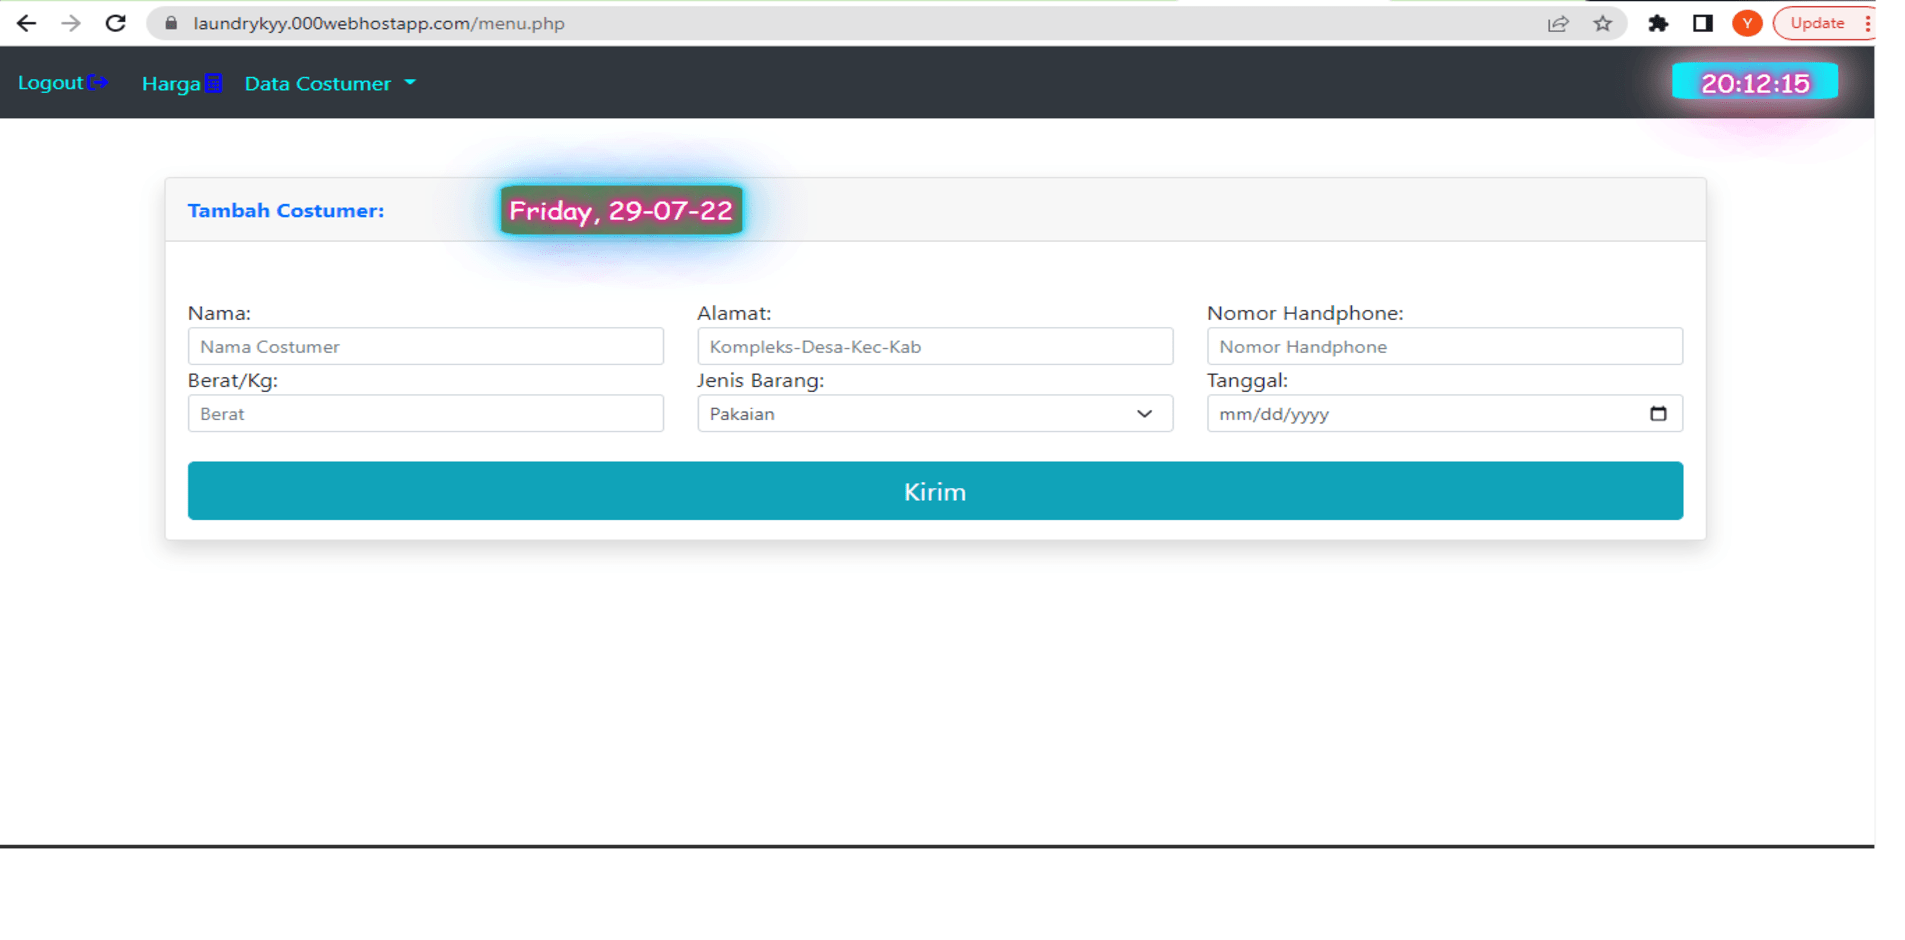 laundrykyy.000webhostapp.com/menu.php Y Update
Logout Harga Data Costumer 20:12:15
Tambah Costumer: Friday, 29-07-22
Nama: Alamat: Nomor Handphone:
Nama Costumer Kompleks-Desa-Kec-Kab Nomor Handphone
Berat/Kg: Jenis Barang: Tanggal:
Berat Pakaian mm/dd/yyyy
Kirim